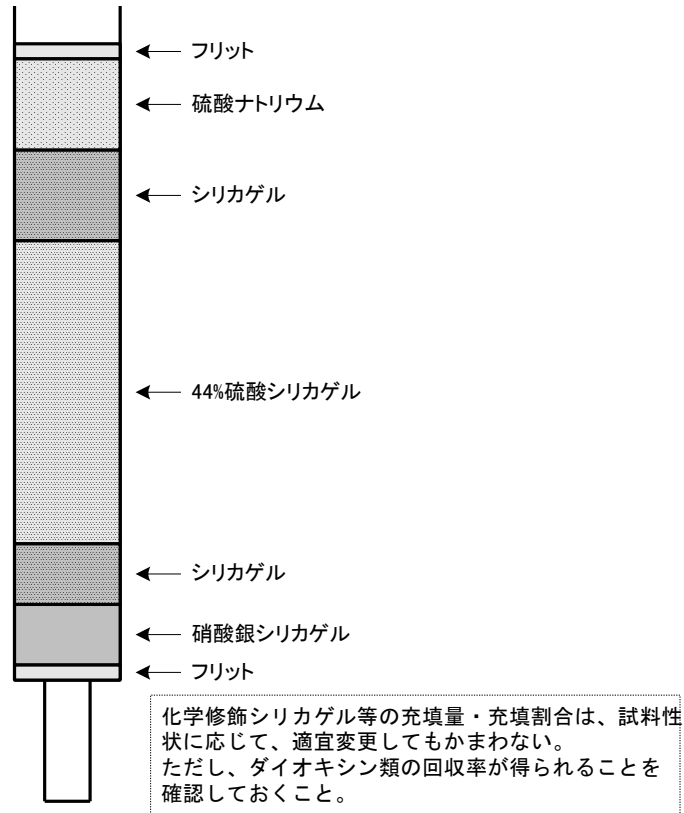 フリット
硫酸ナトリウム
シリカゲル
44%硫酸シリカゲル
シリカゲル
硝酸銀シリカゲル
フリット
化学修飾シリカゲル等の充填量・充填割合は、試料性
状に応じて、適宜変更してもかまわない。
ただし、ダイオキシン類の回収率が得られることを
確認しておくこと。